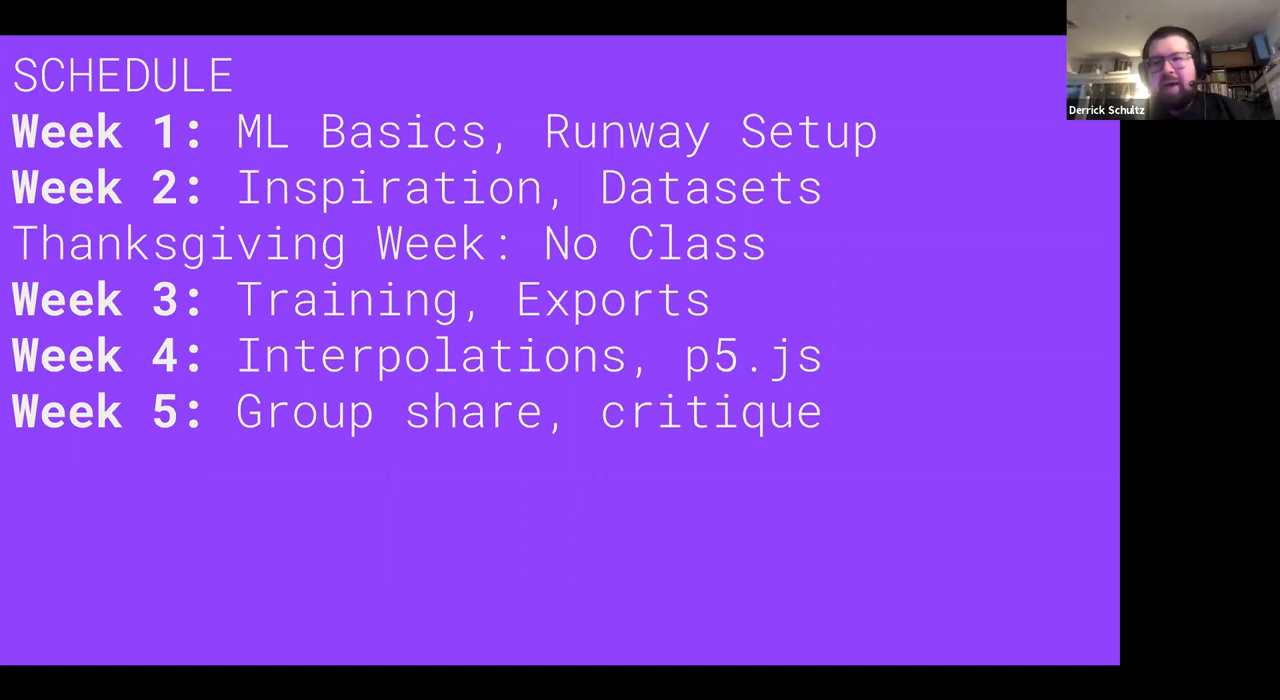 SCHEDULE
Week 1: ML Basics, Runway Setup
Week 2: Inspiration, Datasets
Thanksgiving Week: No Class
Week 3: Training, Exports
Week 4: Interpolations, p5.js
Week 5: Group share, critique
Derrick Schultz